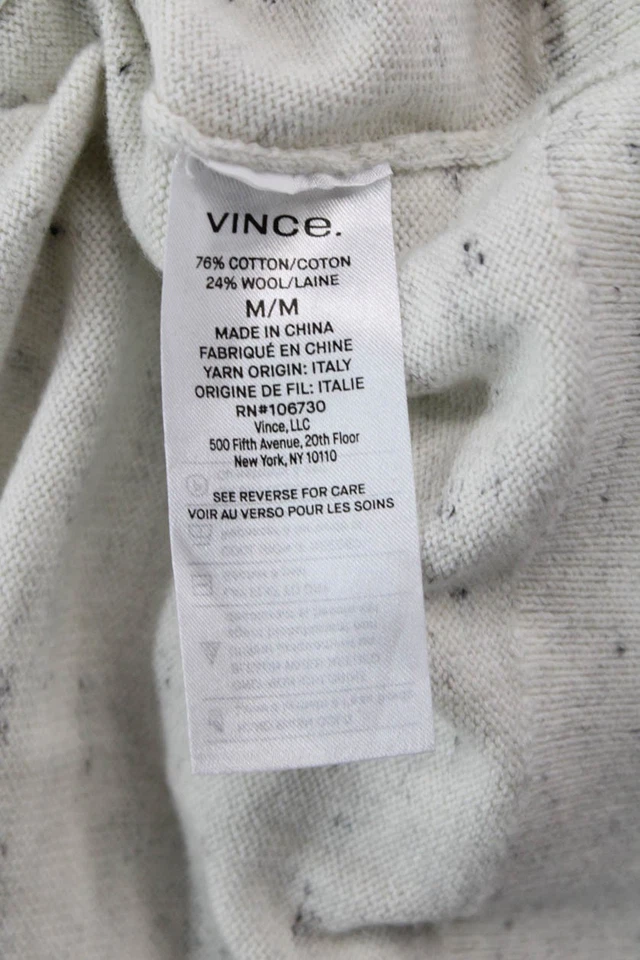 VINCe.
76% COTTON/COTON
24% WOOL/LAINE
M/M
MADE IN CHINA
FABRIQUÉ EN CHINE
YARN ORIGIN: ITALY
ORIGINE DE FIL: ITALIE
RN#106730
Vince, LLC
500 Fifth Avenue, 20th Floor
New York, NY 10110
SEE REVERSE FOR CARE
VOIR AU VERSO POUR LES SOINS